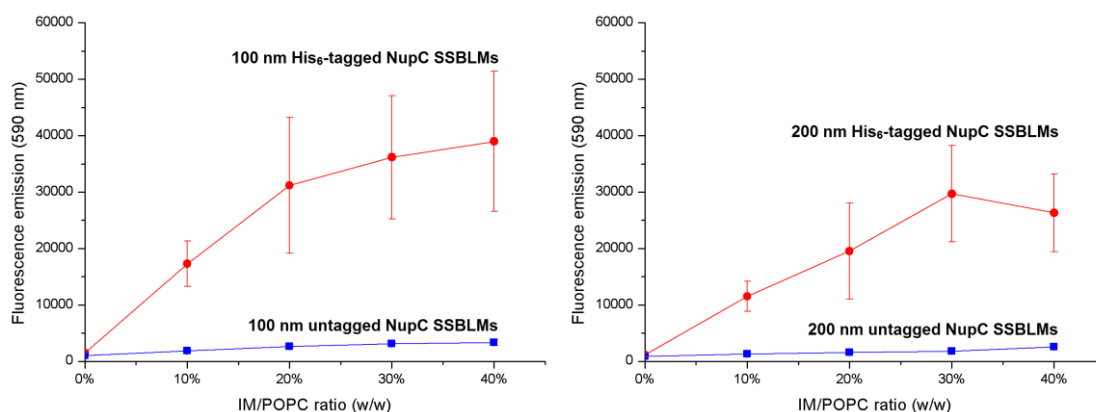 60000
50000
40000
30000
20000
10000
0
Fluorescence emission (590 nm)
100 nm His₆-tagged NupC SSBLMs
100 nm untagged NupC SSBLMs
0% 10% 20% 30% 40%
IM/POPC ratio (w/w)
60000
50000
40000
30000
20000
10000
0
Fluorescence emission (590 nm)
200 nm His₆-tagged NupC SSBLMs
200 nm untagged NupC SSBLMs
0% 10% 20% 30% 40%
IM/POPC ratio (w/w)